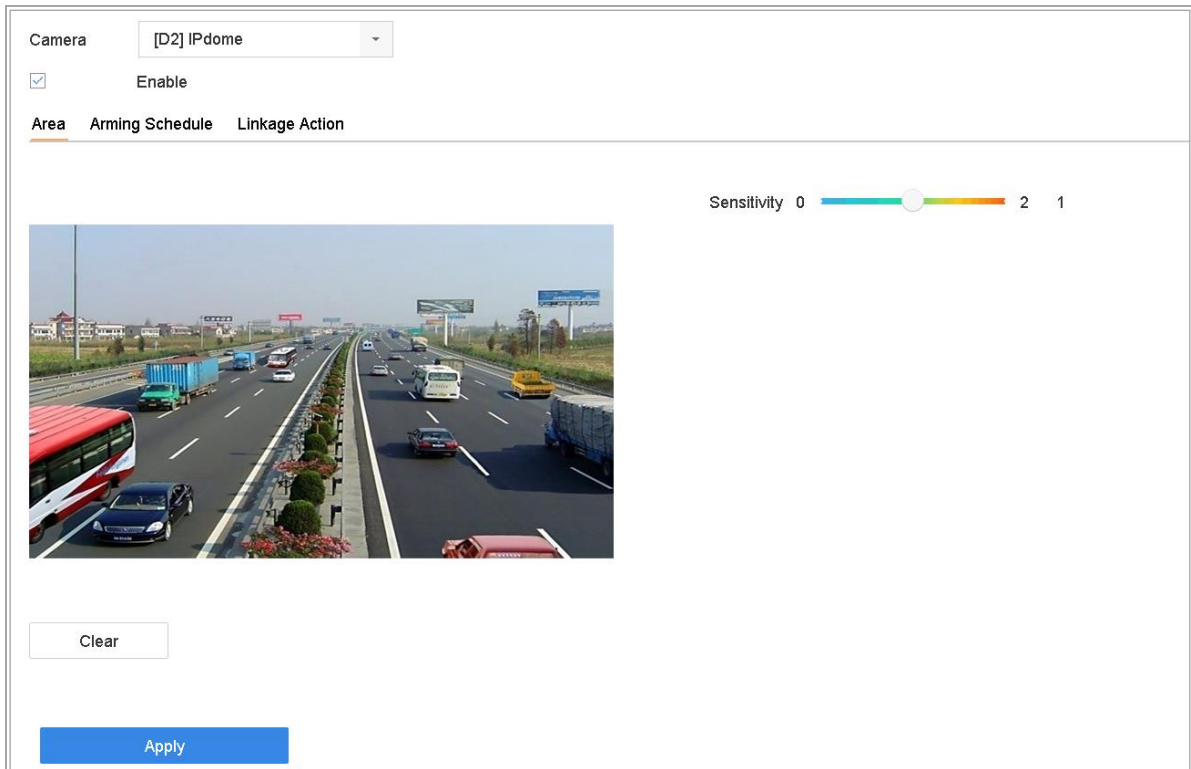 Camera [D2] IPdome
Enable
Area Arming Schedule Linkage Action
Sensitivity 0 2 1
Clear
Apply